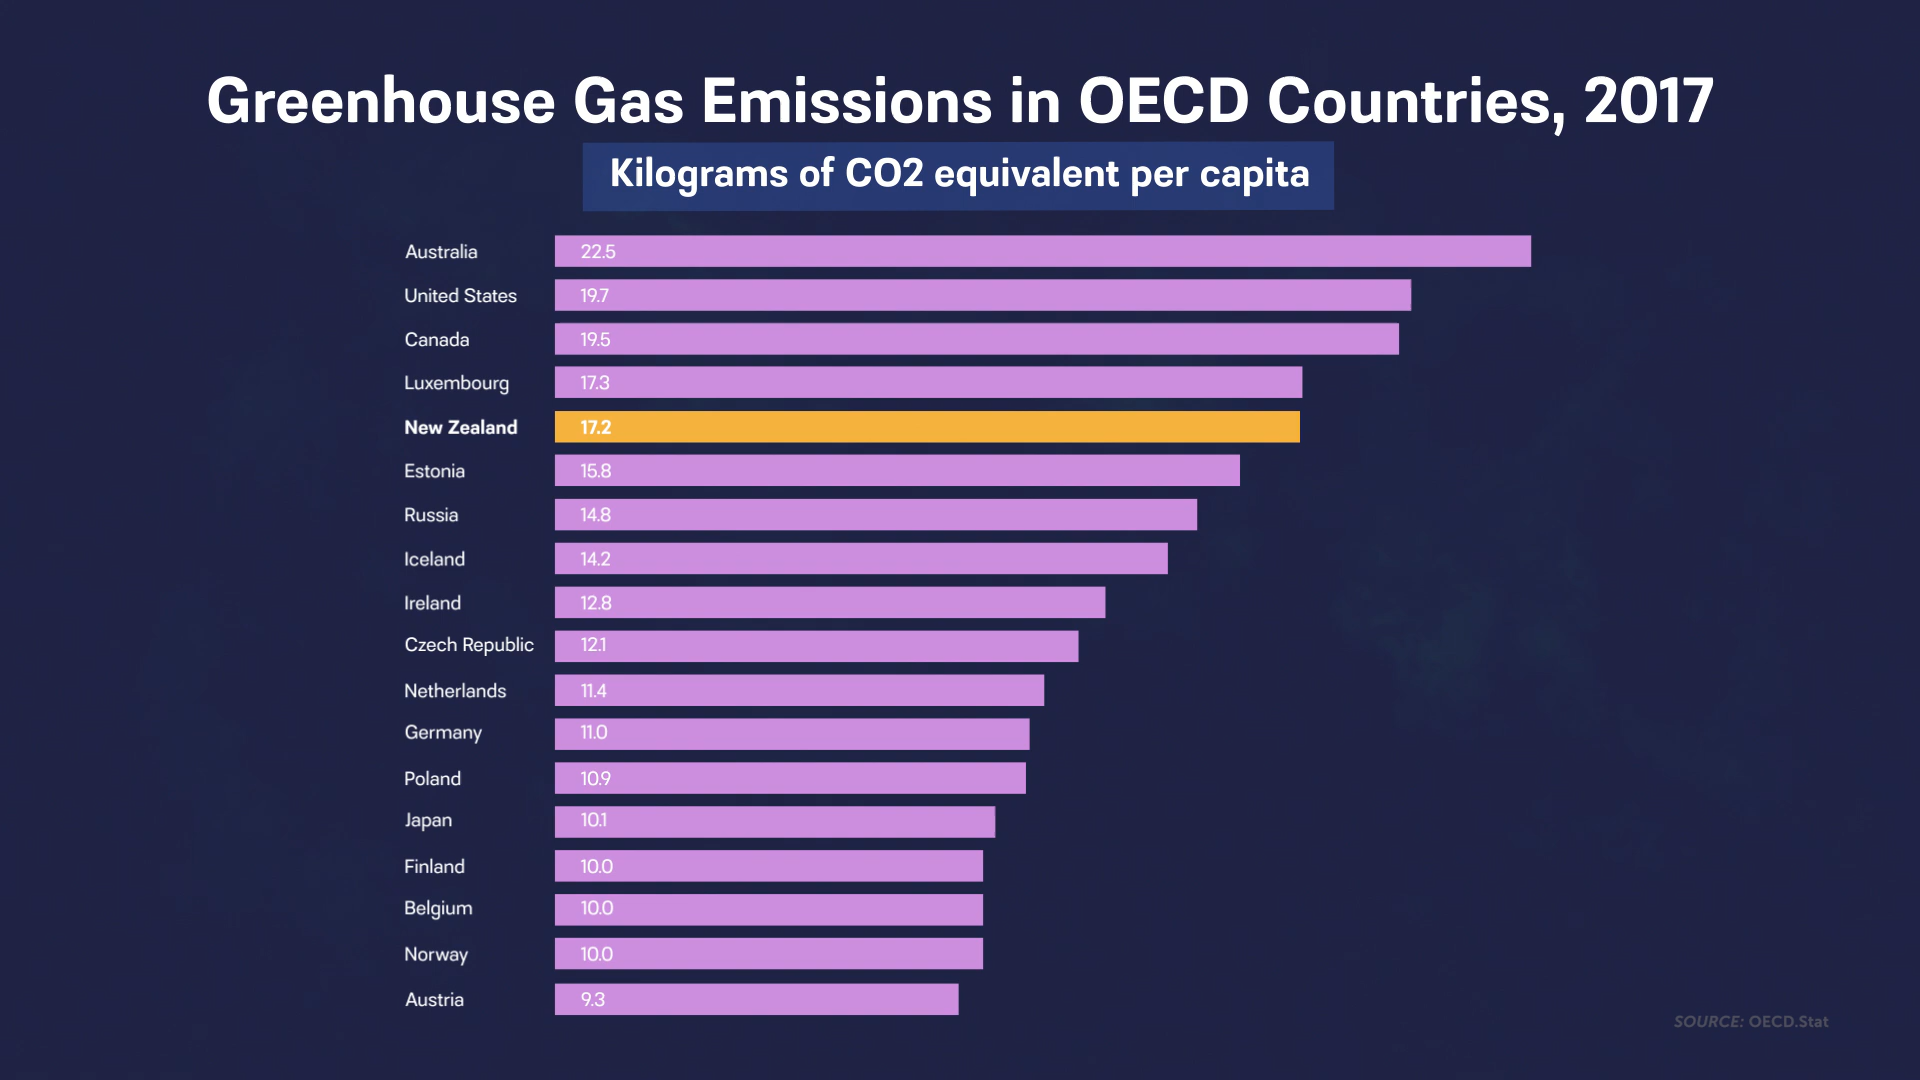 Greenhouse Gas Emissions in OECD Countries, 2017
Kilograms of CO2 equivalent per capita
Australia 22.5
United States 19.7
Canada 19.5
Luxembourg 17.3
New Zealand 17.2
Estonia 15.8
Russia 14.8
Iceland 14.2
Ireland 12.8
Czech Republic 12.1
Netherlands 11.4
Germany 11.0
Poland 10.9
Japan 10.1
Finland 10.0
Belgium 10.0
Norway 10.0
Austria 9.3
SOURCE: OECD.Stat